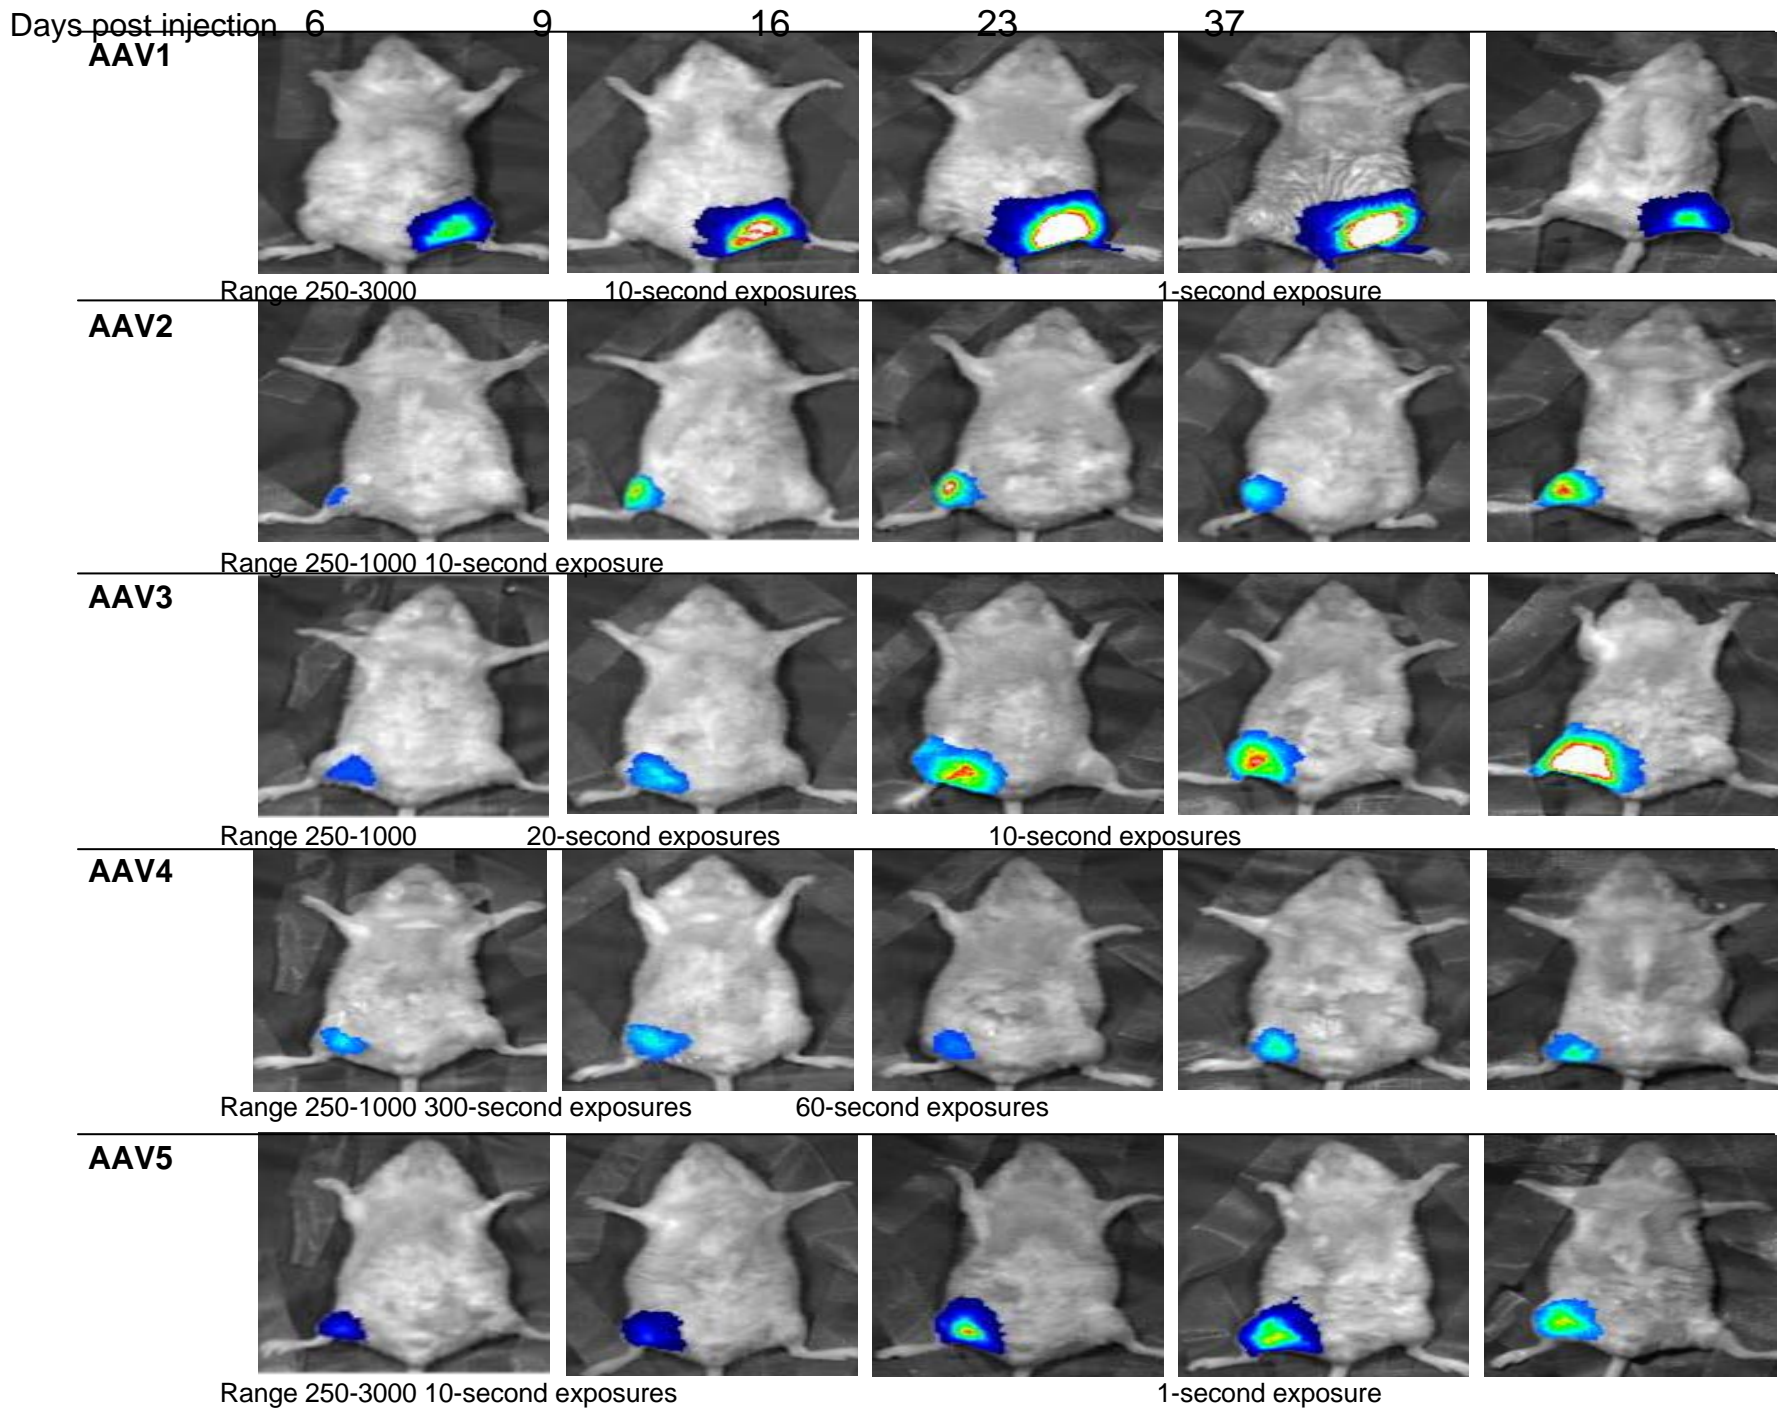 Days post injection 6 9 16 23 37
AAV1
Range 250-3000 10-second exposures 1-second exposure
AAV2
Range 250-1000 10-second exposure
AAV3
Range 250-1000 20-second exposures 10-second exposures
AAV4
Range 250-1000 300-second exposures 60-second exposures
AAV5
Range 250-3000 10-second exposures 1-second exposure